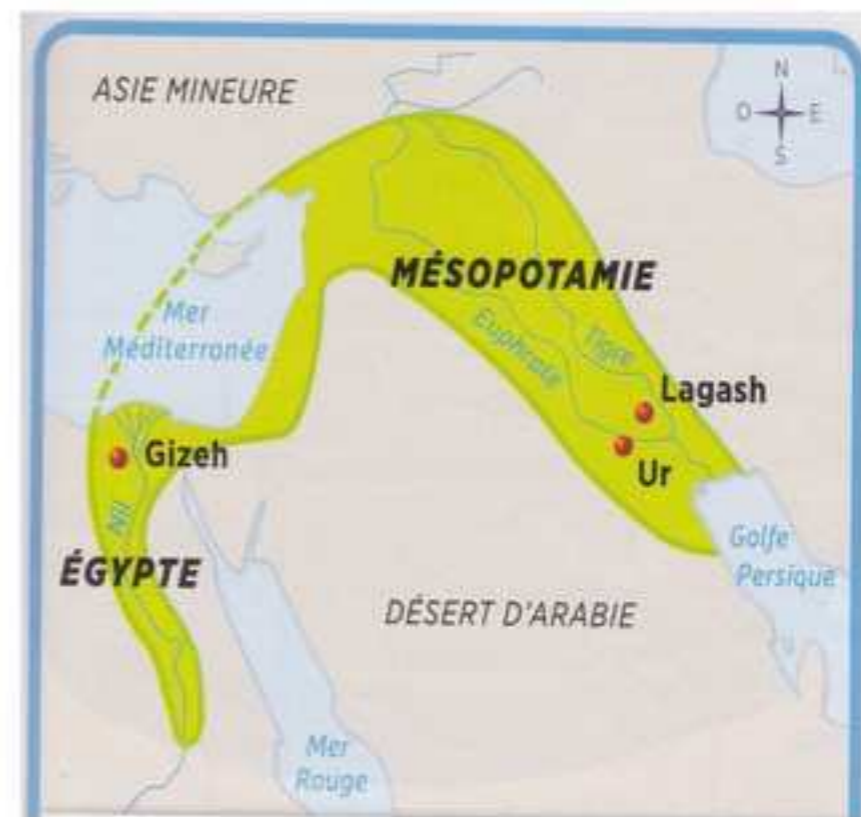 ASIE MINEURE
N
O E
S
MÉSOPOTAMIE
Mer
Méditerranée
Euphrate
Tigre
Lagash
Ur
Gizeh
Nil
ÉGYPTE
Golfe
Persique
DÉSERT D'ARABIE
Mer
Rouge